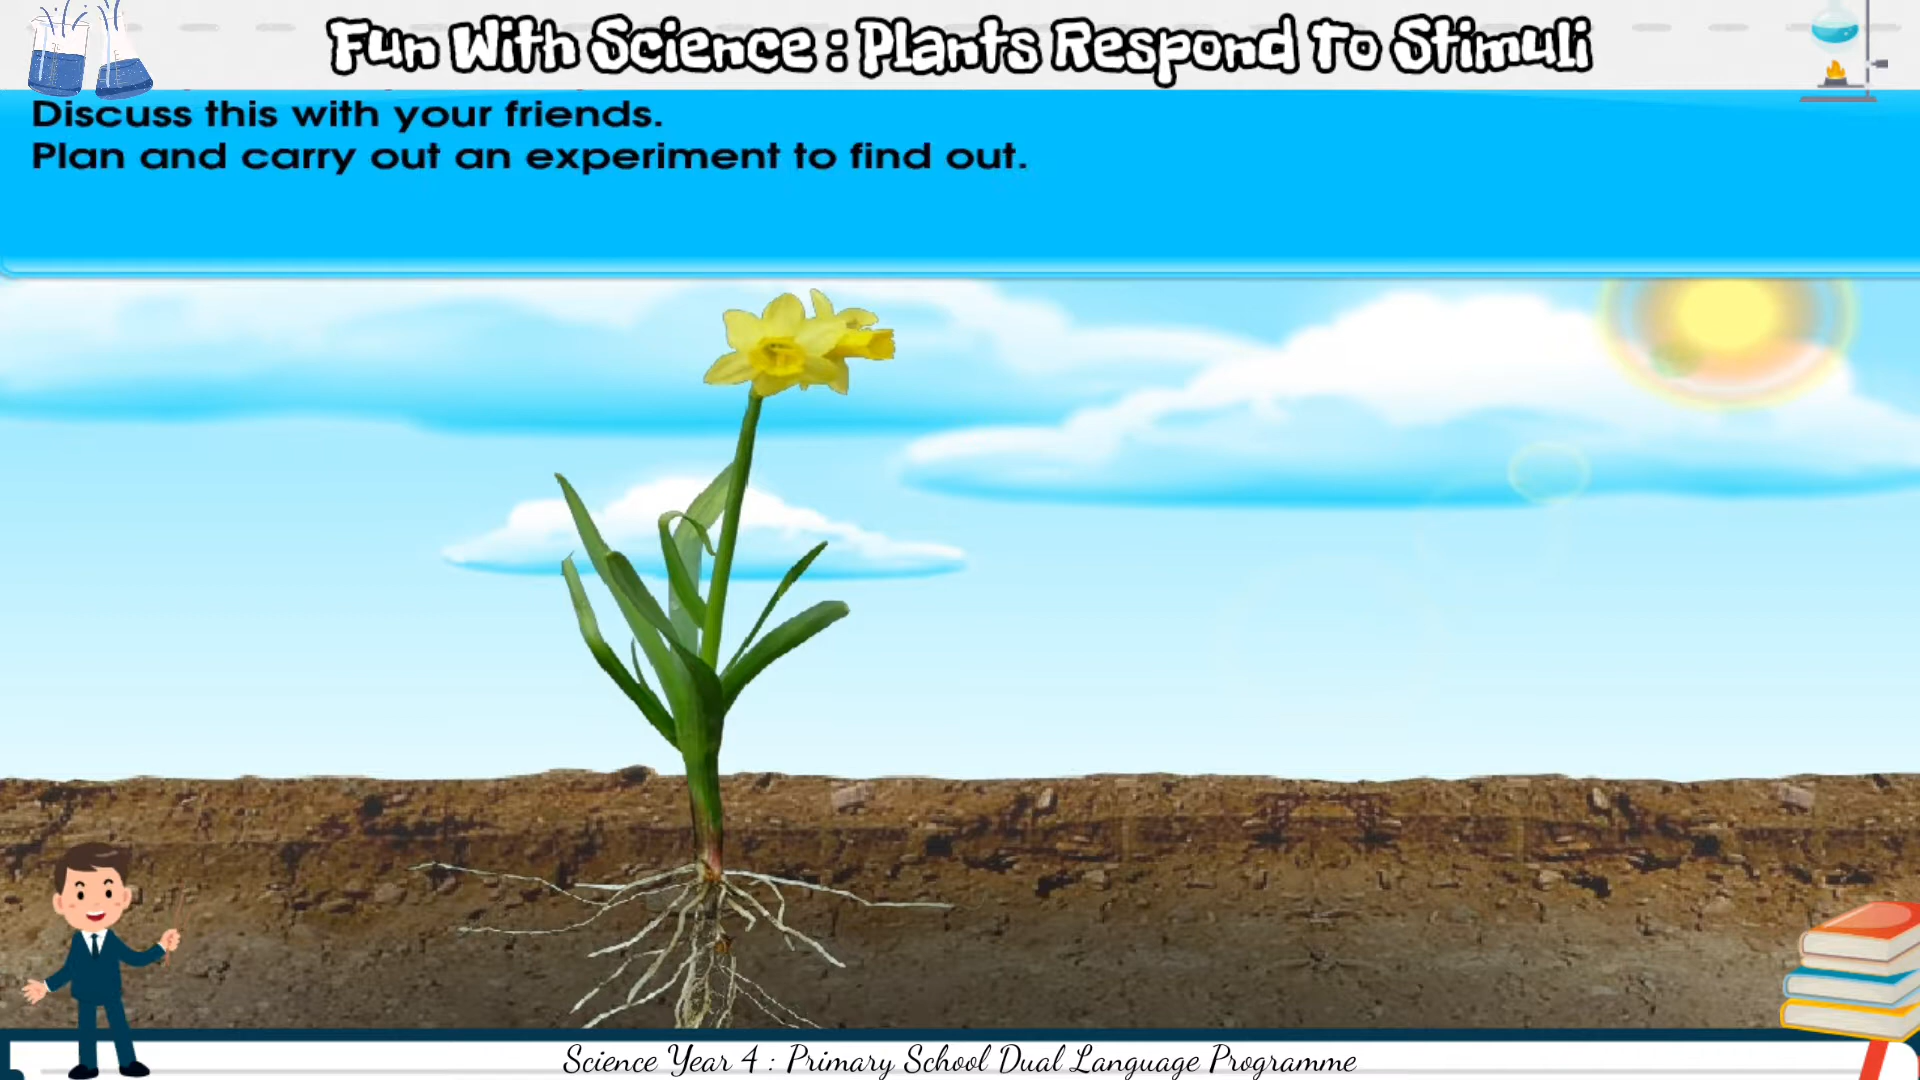 Fun With Science : Plants Respond To Stimuli
Discuss this with your friends.
Plan and carry out an experiment to find out.
Science Year 4 : Primary School Dual Language Programme